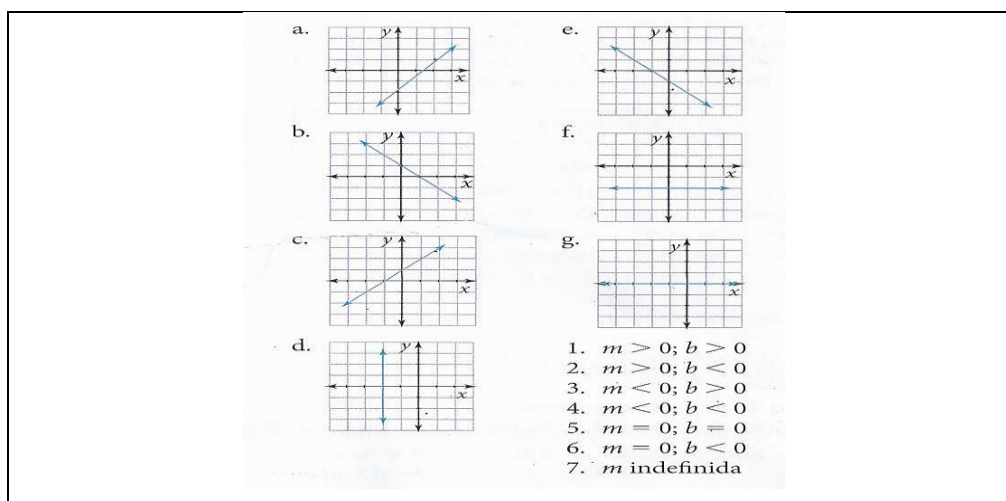 a.
y
x
b.
y
x
c.
y
x
d.
y
x
e.
y
x
f.
y
x
g.
y
x
1. m > 0; b > 0
2. m > 0; b < 0
3. m < 0; b > 0
4. m < 0; b < 0
5. m = 0; b = 0
6. m = 0; b < 0
7. m indefinida